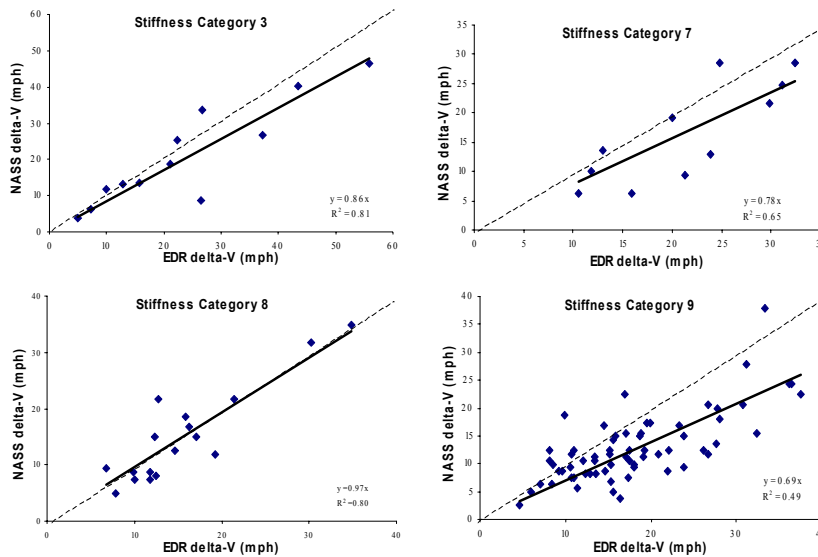 Stiffness Category 3
NASS delta-V (mph)
60
50
40
30
20
10
0
0 10 20 30 40 50 60
EDR delta-V (mph)
y = 0.86x
R² = 0.81
Stiffness Category 7
NASS delta-V (mph)
35
30
25
20
15
10
5
0
0 10 15 20 25 30 35
EDR delta-V (mph)
y = 0.78x
R² = 0.65
Stiffness Category 8
NASS delta-V (mph)
40
30
20
10
0
0 10 20 30 40
EDR delta-V (mph)
y = 0.97x
R² = 0.80
Stiffness Category 9
NASS delta-V (mph)
40
35
30
25
20
15
10
5
0
0 10 20 30 40
EDR delta-V (mph)
y = 0.69x
R² = 0.49